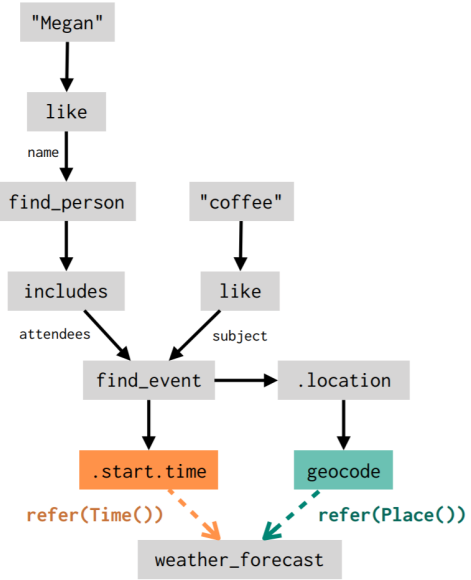 "Megan"
like
name
find_person
"coffee"
includes
like
attendees
subject
find_event
.location
.start.time
geocode
refer(Time())
refer(Place())
weather_forecast